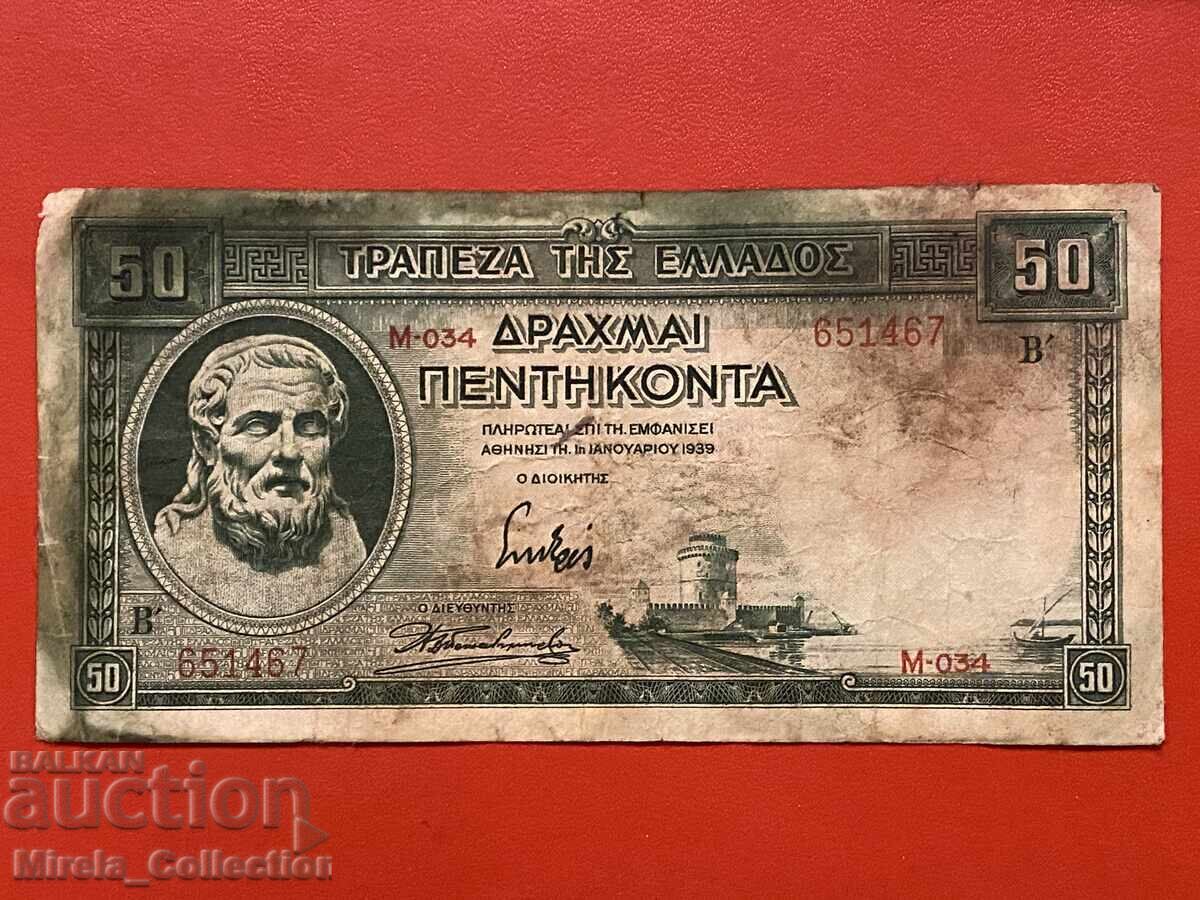 50 ΤΡΑΠΕΖΑ ΤΗΣ ΕΛΛΑΔΟΣ 50
Μ-034 ΔΡΑΧΜΑΙ 651467
Β΄
ΠΕΝΤΗΚΟΝΤΑ
ΠΛΗΡΩΤΕΑΙ ΕΠΙ ΤΗ. ΕΜΦΑΝΙΣΕΙ
ΑΘΗΝΗΣΙ ΤΗ. 1η ΙΑΝΟΥΑΡΙΟΥ 1939
Ο ΔΙΟΙΚΗΤΗΣ
Ο ΔΙΕΥΘΥΝΤΗΣ
Β΄
651467
Μ-034
50 50
BALKAN
auction
Mirela_Collection